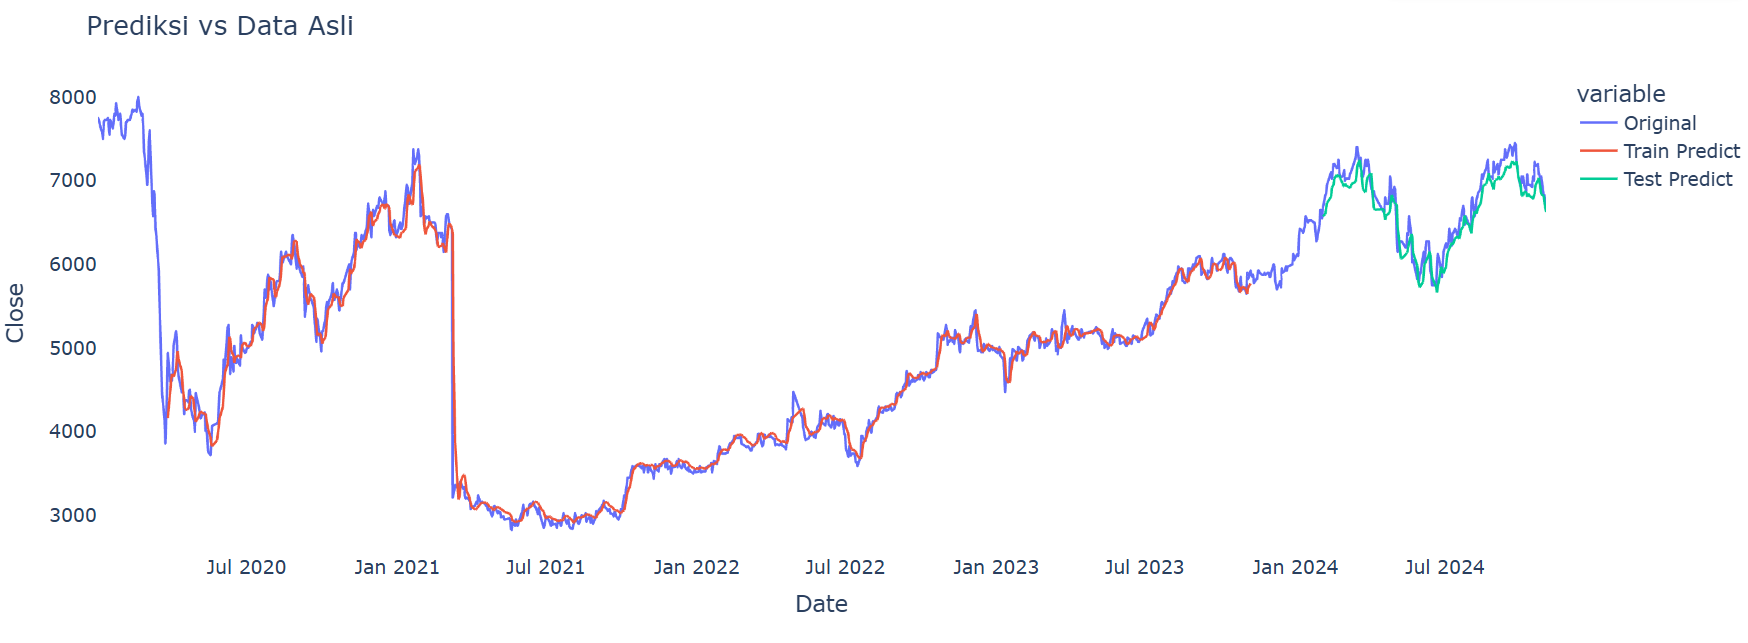 Prediksi vs Data Asli
variable
Original
Train Predict
Test Predict
Close
8000
7000
6000
5000
4000
3000
Jul 2020
Jan 2021
Jul 2021
Jan 2022
Jul 2022
Jan 2023
Jul 2023
Jan 2024
Jul 2024
Date